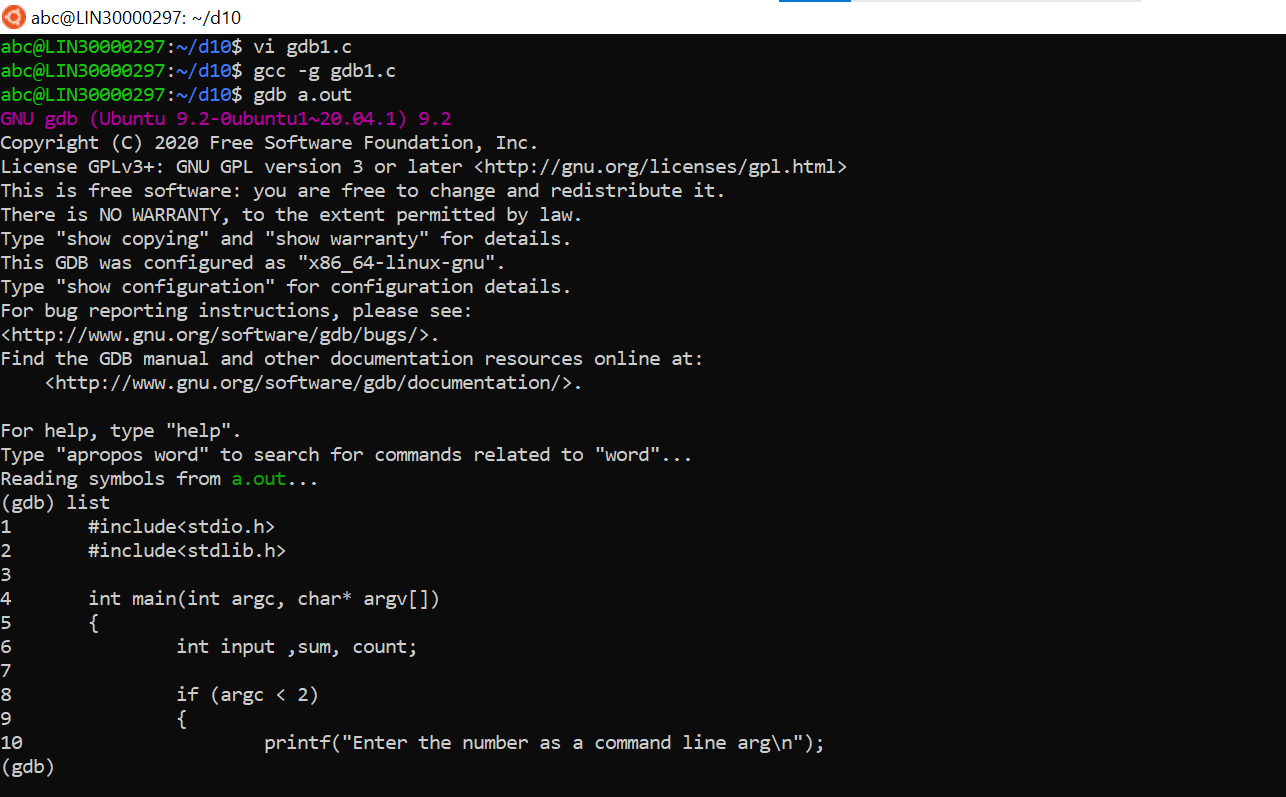 abc@LIN30000297: ~/d10
abc@LIN30000297:~/d10$ vi gdb1.c
abc@LIN30000297:~/d10$ gcc -g gdb1.c
abc@LIN30000297:~/d10$ gdb a.out
GNU gdb (Ubuntu 9.2-0ubuntu1~20.04.1) 9.2
Copyright (C) 2020 Free Software Foundation, Inc.
License GPLv3+: GNU GPL version 3 or later <http://gnu.org/licenses/gpl.html>
This is free software: you are free to change and redistribute it.
There is NO WARRANTY, to the extent permitted by law.
Type "show copying" and "show warranty" for details.
This GDB was configured as "x86_64-linux-gnu".
Type "show configuration" for configuration details.
For bug reporting instructions, please see:
<http://www.gnu.org/software/gdb/bugs/>.
Find the GDB manual and other documentation resources online at:
    <http://www.gnu.org/software/gdb/documentation/>.

For help, type "help".
Type "apropos word" to search for commands related to "word"...
Reading symbols from a.out...
(gdb) list
1       #include<stdio.h>
2       #include<stdlib.h>
3
4       int main(int argc, char* argv[])
5       {
6               int input ,sum, count;
7
8               if (argc < 2)
9               {
10                      printf("Enter the number as a command line arg\n");
(gdb)